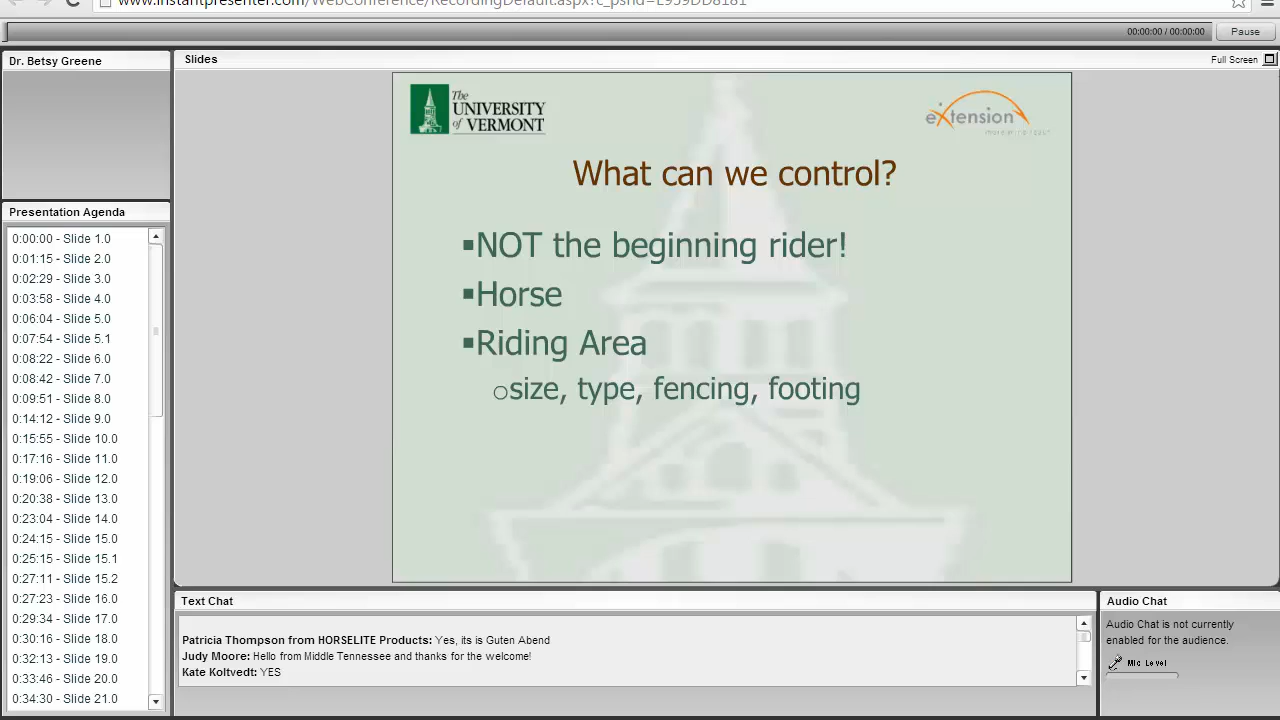 www.instantpresenter.com/WebConference/RecordingDefault.aspx?c_psrid=E959DD8181
00:00:00 / 00:00:00
Pause
Dr. Betsy Greene
Slides
Full Screen
The
UNIVERSITY
of VERMONT
eXtension
What can we control?
▪NOT the beginning rider!
▪Horse
▪Riding Area
osize, type, fencing, footing
Presentation Agenda
0:00:00 - Slide 1.0
0:01:15 - Slide 2.0
0:02:29 - Slide 3.0
0:03:58 - Slide 4.0
0:06:04 - Slide 5.0
0:07:54 - Slide 5.1
0:08:22 - Slide 6.0
0:08:42 - Slide 7.0
0:09:51 - Slide 8.0
0:14:12 - Slide 9.0
0:15:55 - Slide 10.0
0:17:16 - Slide 11.0
0:19:06 - Slide 12.0
0:20:38 - Slide 13.0
0:23:04 - Slide 14.0
0:24:15 - Slide 15.0
0:25:15 - Slide 15.1
0:27:11 - Slide 15.2
0:27:23 - Slide 16.0
0:29:34 - Slide 17.0
0:30:16 - Slide 18.0
0:32:13 - Slide 19.0
0:33:46 - Slide 20.0
0:34:30 - Slide 21.0
Text Chat
Patricia Thompson from HORSELITE Products: Yes, its is Guten Abend
Judy Moore: Hello from Middle Tennessee and thanks for the welcome!
Kate Koltvedt: YES
Audio Chat
Audio Chat is not currently
enabled for the audience.
Mic Level